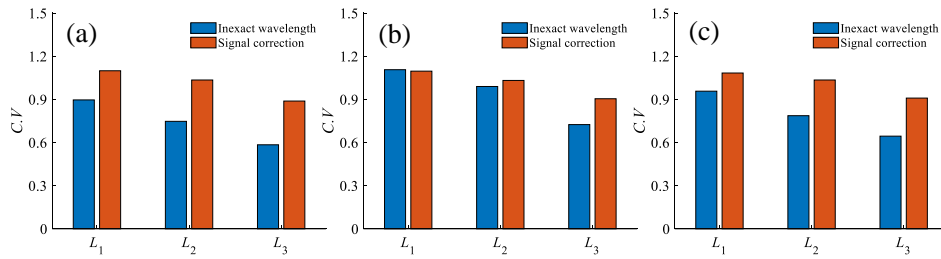 (a)
Inexact wavelength
Signal correction
C.V
1.5
1.2
0.9
0.6
0.3
0
L1 L2 L3
(b)
Inexact wavelength
Signal correction
C.V
1.5
1.2
0.9
0.6
0.3
0
L1 L2 L3
(c)
Inexact wavelength
Signal correction
C.V
1.5
1.2
0.9
0.6
0.3
0
L1 L2 L3